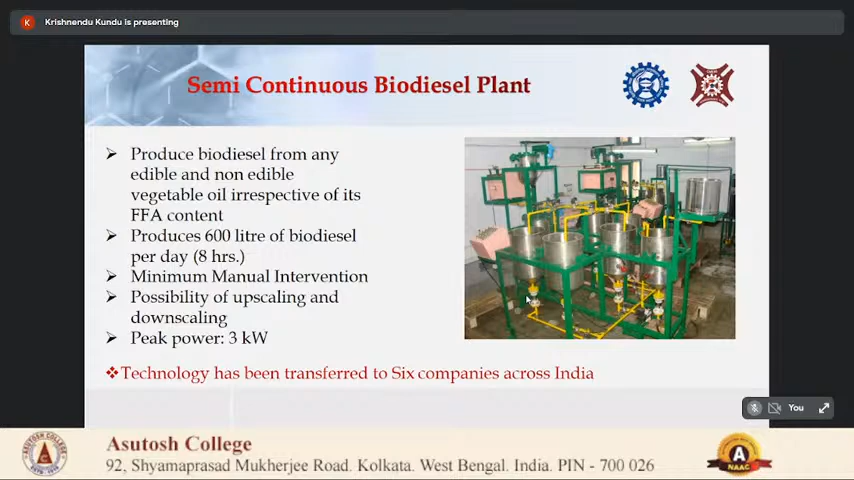 K Krishnendu Kundu is presenting
Semi Continuous Biodiesel Plant
➢ Produce biodiesel from any
edible and non edible
vegetable oil irrespective of its
FFA content
➢ Produces 600 litre of biodiesel
per day (8 hrs.)
➢ Minimum Manual Intervention
➢ Possibility of upscaling and
downscaling
➢ Peak power: 3 kW
❖Technology has been transferred to Six companies across India
You
Asutosh College
92, Shyamaprasad Mukherjee Road. Kolkata. West Bengal. India. PIN - 700 026
ASUTOSH COLLEGE
A
NAAC